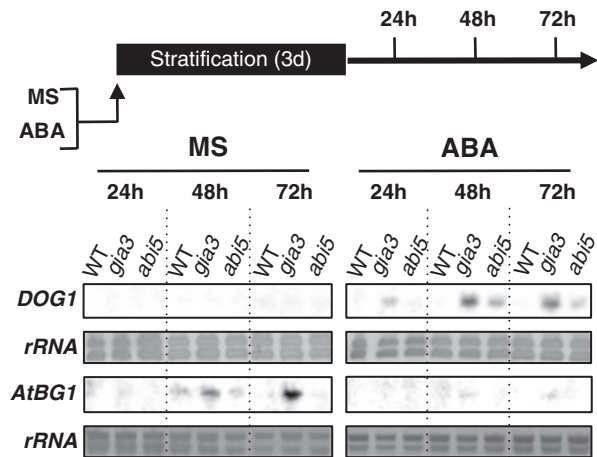 24h 48h 72h
Stratification (3d)
MS
ABA
MS ABA
24h 48h 72h 24h 48h 72h
WT gia3 abi5 WT gia3 abi5 WT gia3 abi5 WT gia3 abi5 WT gia3 abi5 WT gia3 abi5
DOG1
rRNA
AtBG1
rRNA